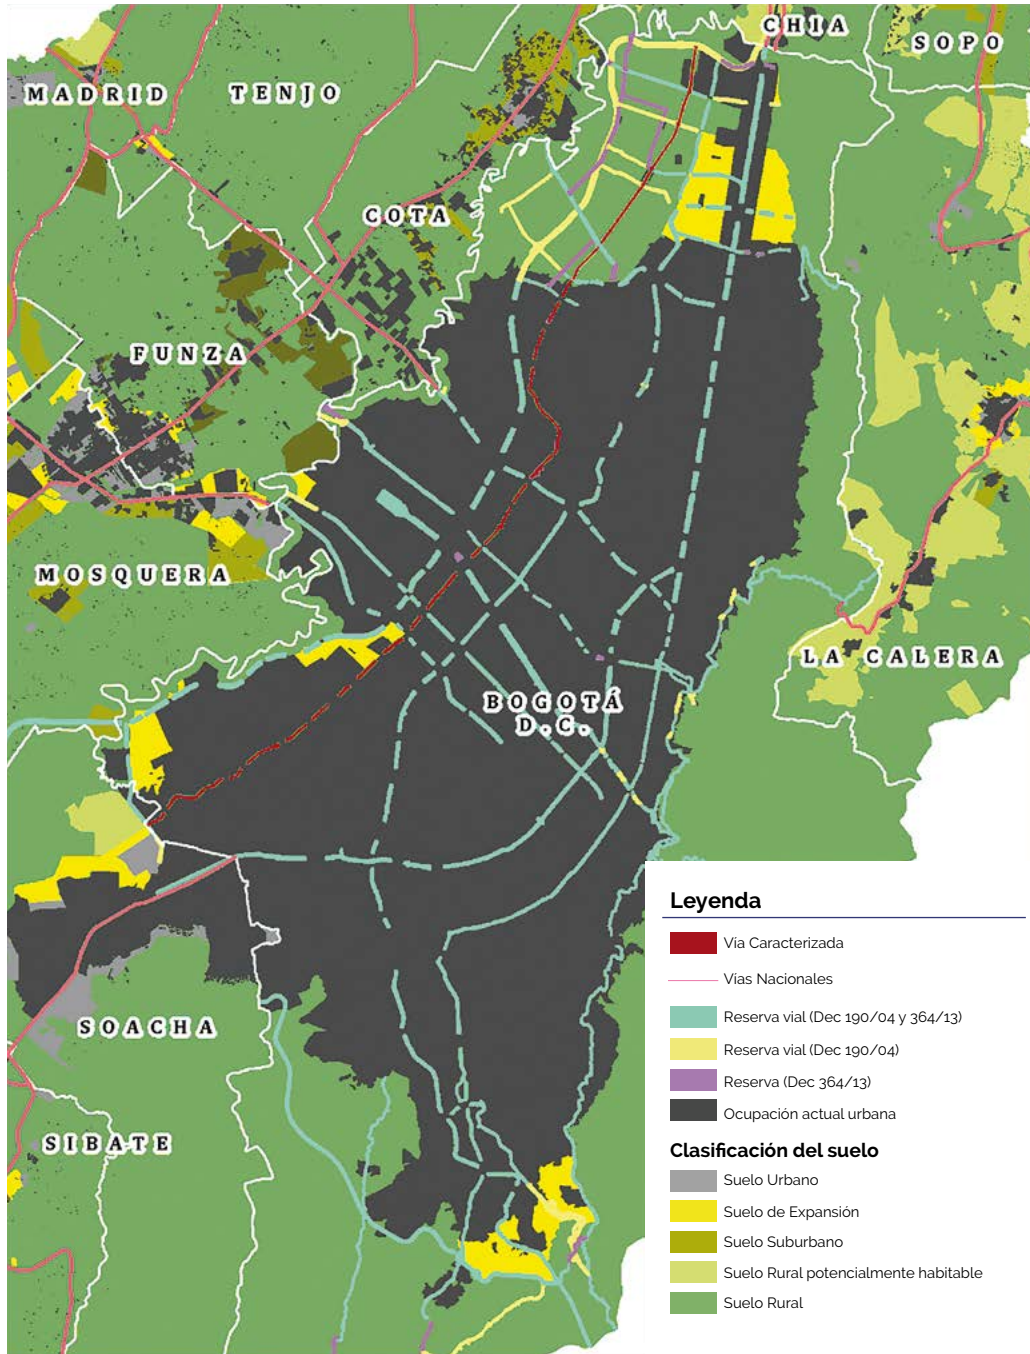 CHIA
SOPO
MADRID
TENJO
COTA
FUNZA
MOSQUERA
LA CALERA
BOGOTÁ
D.C.
SOACHA
SIBATE
Leyenda
Vía Caracterizada
Vías Nacionales
Reserva vial (Dec 190/04 y 364/13)
Reserva vial (Dec 190/04)
Reserva (Dec 364/13)
Ocupación actual urbana
Clasificación del suelo
Suelo Urbano
Suelo de Expansión
Suelo Suburbano
Suelo Rural potencialmente habitable
Suelo Rural